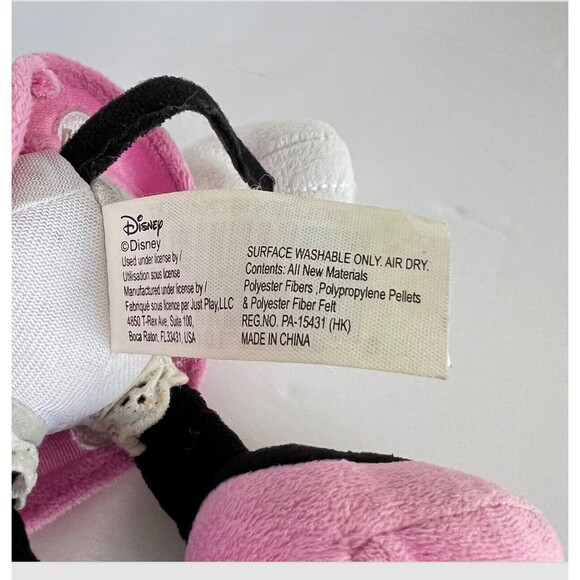 Disney
©Disney
Used under license by /
Utilisation sous licence
Manufactured under license by /
Fabriqué sous licence par Just Play,LLC
4850 T-Rex Ave, Suite 100,
Boca Raton, FL33431, USA
SURFACE WASHABLE ONLY. AIR DRY.
Contents: All New Materials
Polyester Fibers ,Polypropylene Pellets
& Polyester Fiber Felt
REG.NO. PA-15431 (HK)
MADE IN CHINA